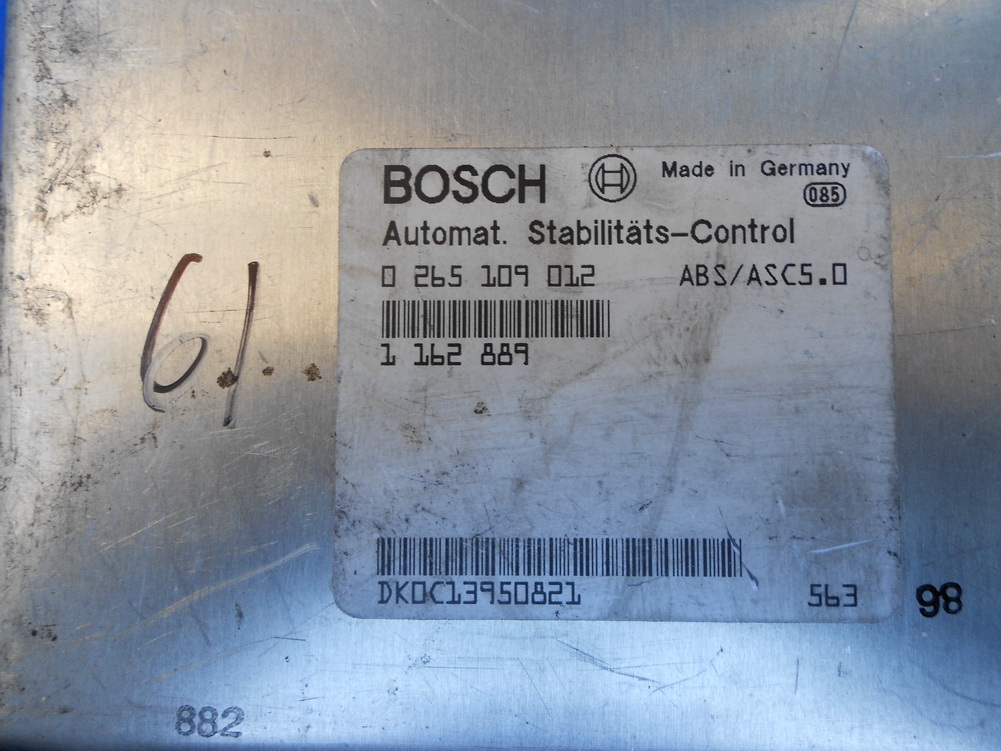 BOSCH Made in Germany
085
Automat. Stabilitäts-Control
0 265 109 012 ABS/ASC5.0
1 162 889
61
DK0C13950821 563
98
882